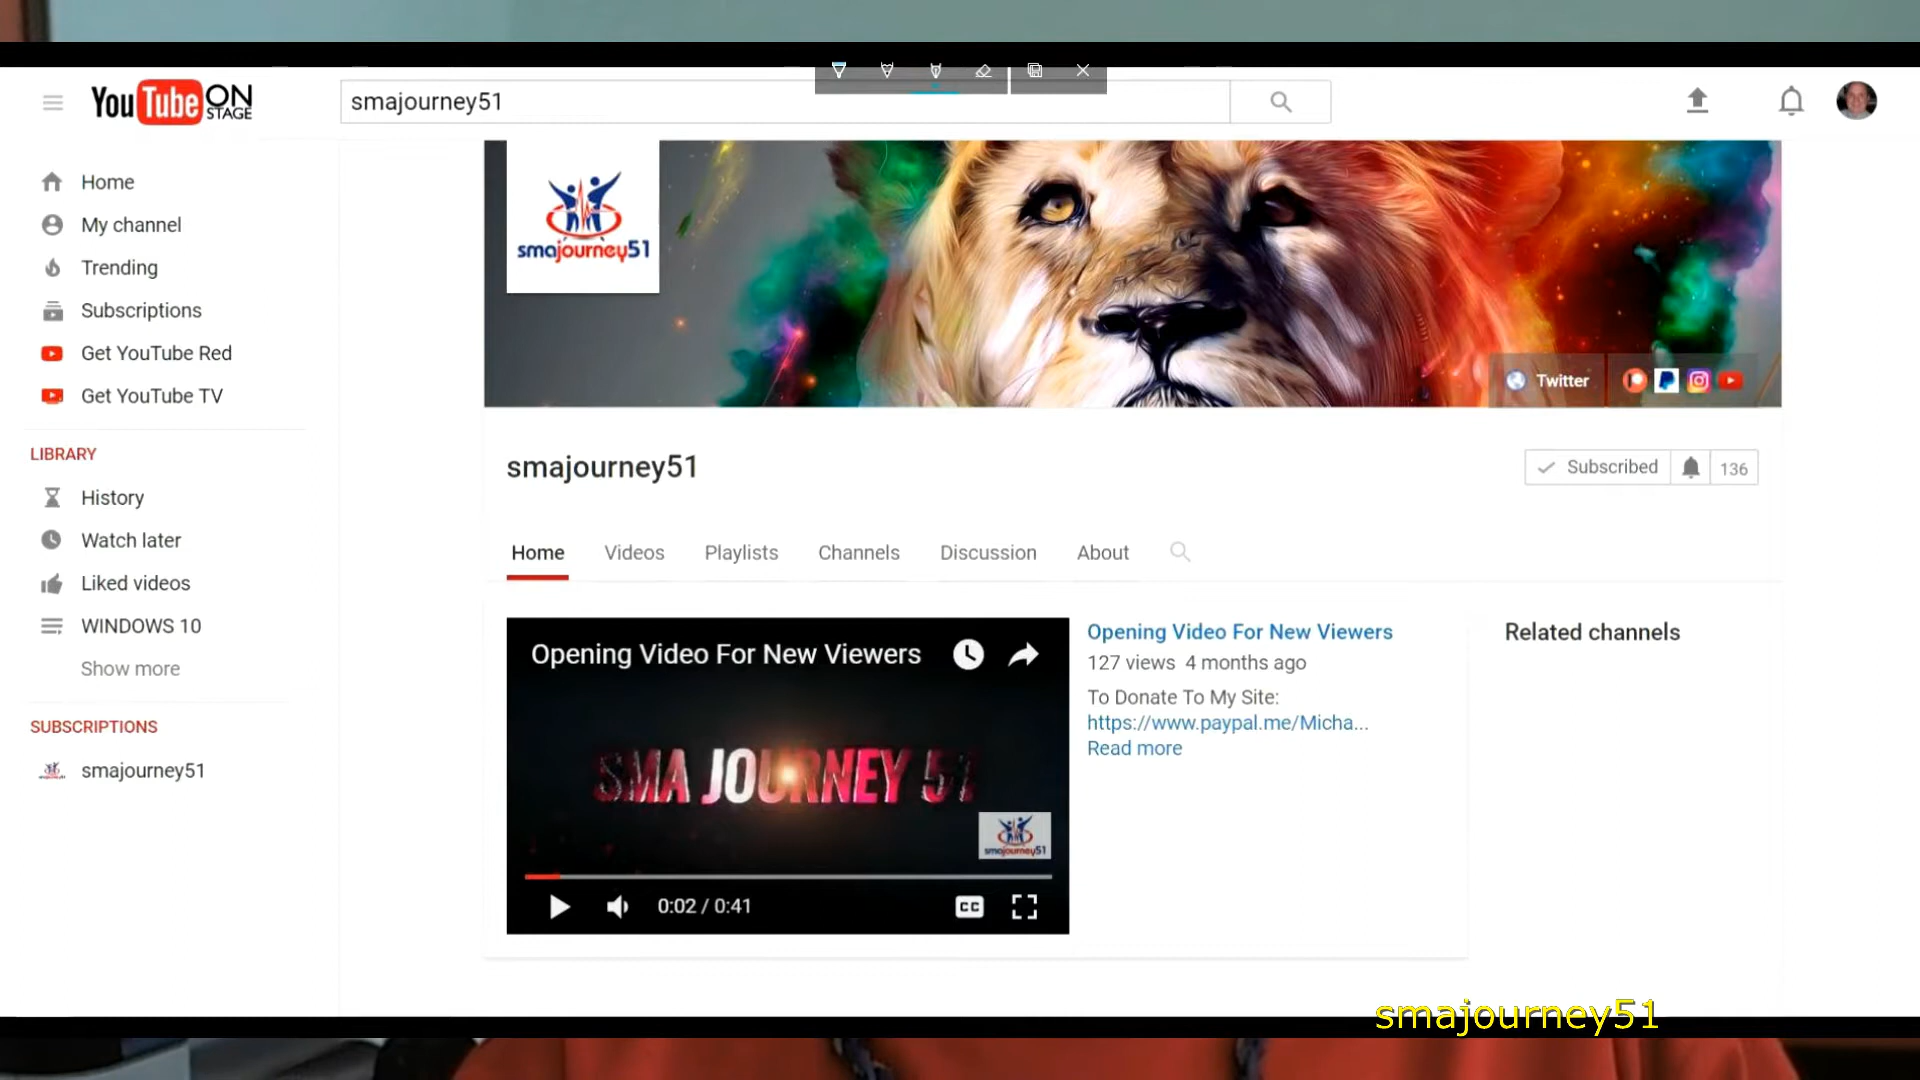 YouTube ON STAGE
smajourney51
Home
My channel
Trending
Subscriptions
Get YouTube Red
Get YouTube TV
LIBRARY
History
Watch later
Liked videos
WINDOWS 10
Show more
SUBSCRIPTIONS
smajourney51
smajourney51
Twitter
smajourney51
Subscribed 136
Home Videos Playlists Channels Discussion About
Opening Video For New Viewers
SMA JOURNEY 51
smajourney51
0:02 / 0:41
CC
Opening Video For New Viewers
127 views 4 months ago
To Donate To My Site:
https://www.paypal.me/Micha...
Read more
Related channels
smajourney51